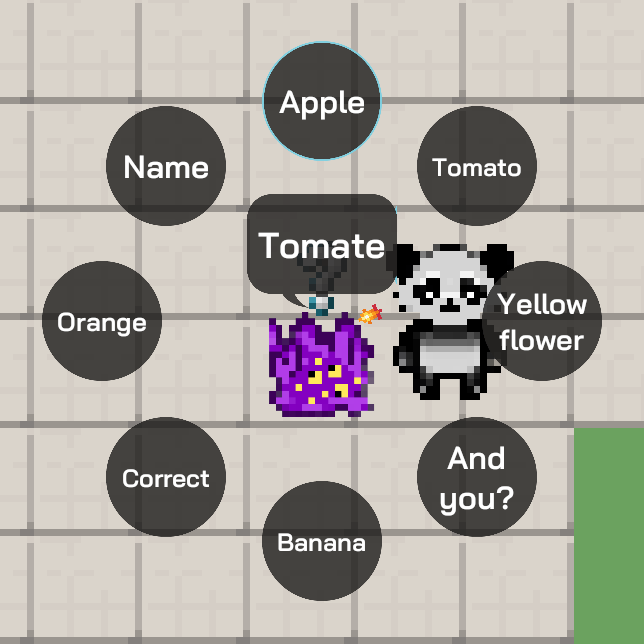 Apple
Name
Tomato
Tomate
Orange
Yellow
flower
Correct
And
you?
Banana